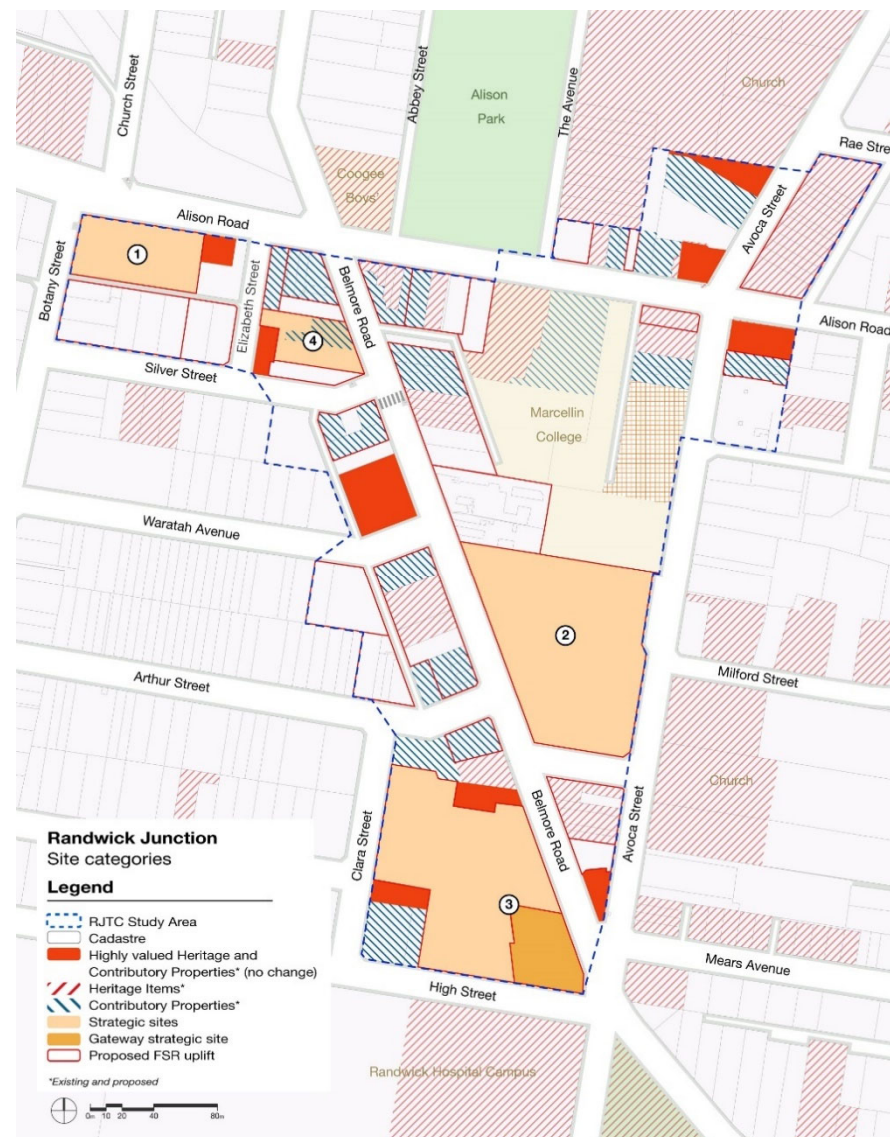 Church Street
Abbey Street
Alison
Park
The Avenue
Church
Rae Stre
Coogee
Boys'
Avoca Street
Alison Road
1
Botany Street
Elizabeth Street
Belmore Road
4
Alison Road
Silver Street
Marcellin
College
Waratah Avenue
2
Milford Street
Arthur Street
Church
Belmore Road
Avoca Street
Clara Street
3
Mears Avenue
High Street
Randwick Hospital Campus
Randwick Junction
Site categories
Legend
RJTC Study Area
Cadastre
Highly valued Heritage and
Contributory Properties* (no change)
Heritage Items*
Contributory Properties*
Strategic sites
Gateway strategic site
Proposed FSR uplift
*Existing and proposed
0m 10 20 40 80m